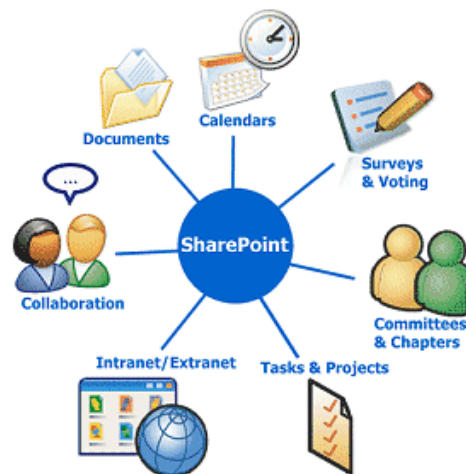 Documents
Calendars
Surveys
& Voting
...
SharePoint
Collaboration
Committees
& Chapters
Intranet/Extranet
Tasks & Projects